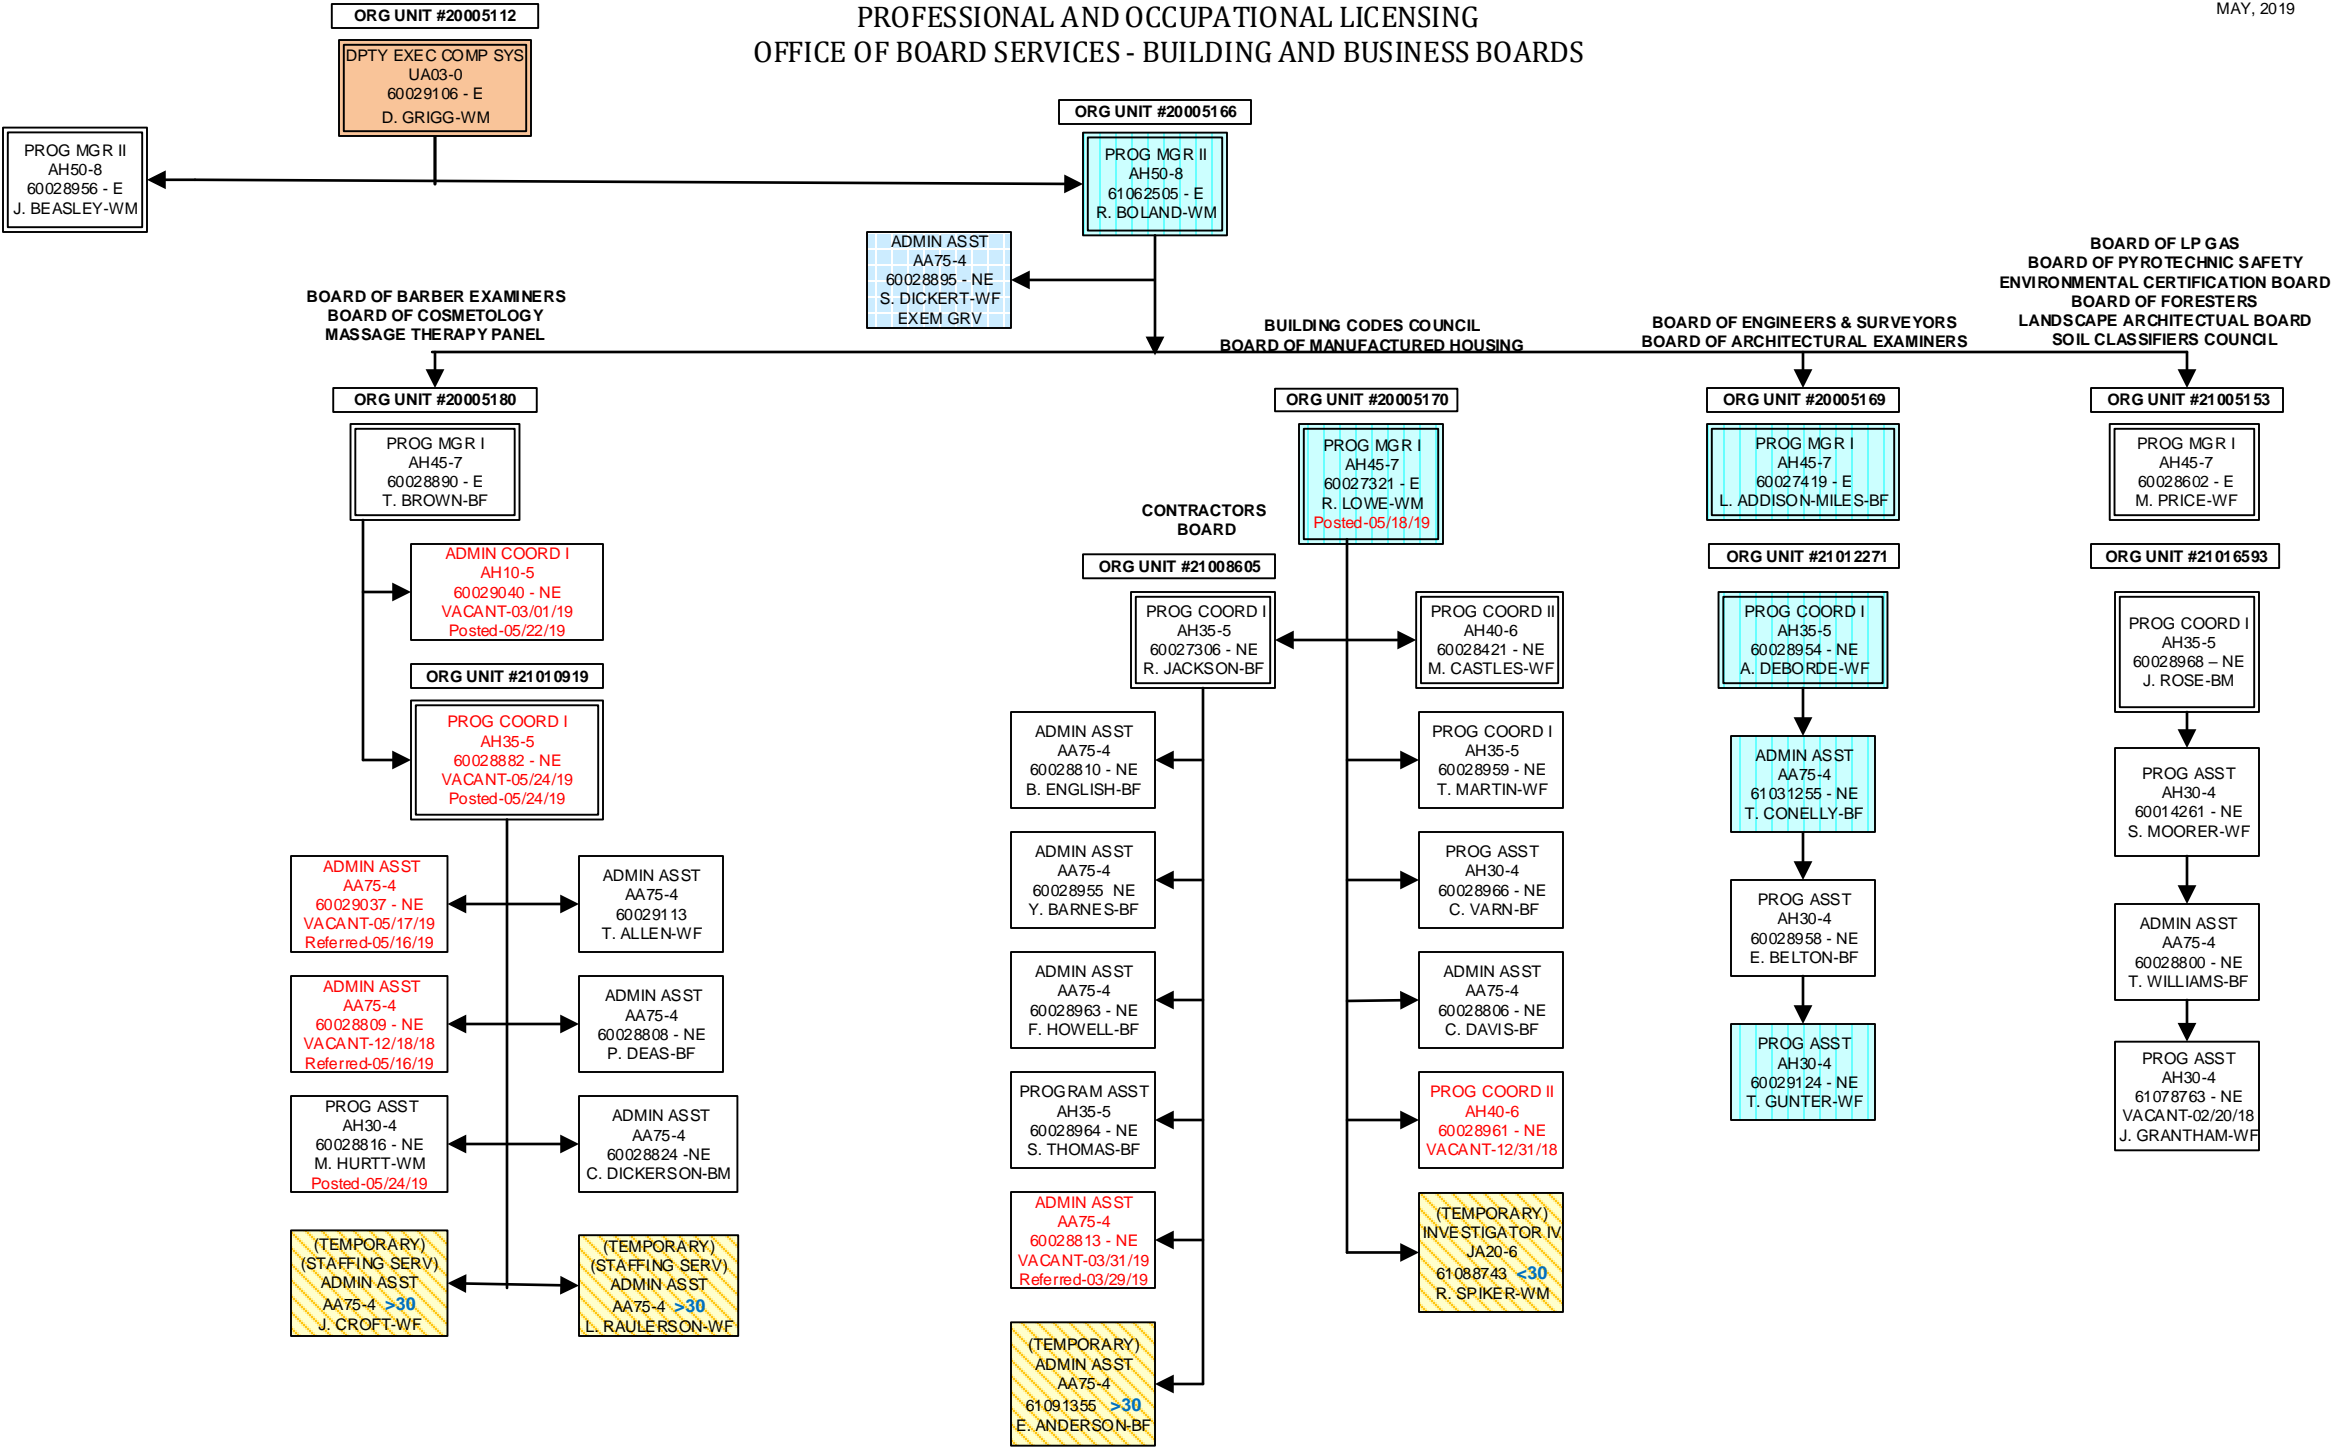 MAY, 2019
PROFESSIONAL AND OCCUPATIONAL LICENSING
OFFICE OF BOARD SERVICES - BUILDING AND BUSINESS BOARDS
ORG UNIT #20005112
DPTY EXEC COMP SYS
UA03-0
60029106 - E
D. GRIGG-WM
PROG MGR II
AH50-8
60028956 - E
J. BEASLEY-WM
ORG UNIT #20005166
PROG MGR II
AH50-8
61062505 - E
R. BOLAND-WM
ADMIN ASST
AA75-4
60028895 - NE
S. DICKERT-WF
EXEM GRV
BOARD OF BARBER EXAMINERS
BOARD OF COSMETOLOGY
MASSAGE THERAPY PANEL
BUILDING CODES COUNCIL
BOARD OF MANUFACTURED HOUSING
BOARD OF ENGINEERS & SURVEYORS
BOARD OF ARCHITECTURAL EXAMINERS
BOARD OF LP GAS
BOARD OF PYROTECHNIC SAFETY
ENVIRONMENTAL CERTIFICATION BOARD
BOARD OF FORESTERS
LANDSCAPE ARCHITECTUAL BOARD
SOIL CLASSIFIERS COUNCIL
ORG UNIT #20005180
PROG MGR I
AH45-7
60028890 - E
T. BROWN-BF
ADMIN COORD I
AH10-5
60029040 - NE
VACANT-03/01/19
Posted-05/22/19
ORG UNIT #21010919
PROG COORD I
AH35-5
60028882 - NE
VACANT-05/24/19
Posted-05/24/19
ADMIN ASST
AA75-4
60029037 - NE
VACANT-05/17/19
Referred-05/16/19
ADMIN ASST
AA75-4
60029113
T. ALLEN-WF
ADMIN ASST
AA75-4
60028809 - NE
VACANT-12/18/18
Referred-05/16/19
ADMIN ASST
AA75-4
60028808 - NE
P. DEAS-BF
PROG ASST
AH30-4
60028816 - NE
M. HURTT-WM
Posted-05/24/19
ADMIN ASST
AA75-4
60028824 -NE
C. DICKERSON-BM
(TEMPORARY)
(STAFFING SERV)
ADMIN ASST
AA75-4 >30
J. CROFT-WF
(TEMPORARY)
(STAFFING SERV)
ADMIN ASST
AA75-4 >30
L. RAULERSON-WF
ORG UNIT #20005170
PROG MGR I
AH45-7
60027321 - E
R. LOWE-WM
Posted-05/18/19
CONTRACTORS
BOARD
ORG UNIT #21008605
PROG COORD I
AH35-5
60027306 - NE
R. JACKSON-BF
ADMIN ASST
AA75-4
60028810 - NE
B. ENGLISH-BF
ADMIN ASST
AA75-4
60028955 NE
Y. BARNES-BF
ADMIN ASST
AA75-4
60028963 - NE
F. HOWELL-BF
PROGRAM ASST
AH35-5
60028964 - NE
S. THOMAS-BF
ADMIN ASST
AA75-4
60028813 - NE
VACANT-03/31/19
Referred-03/29/19
(TEMPORARY)
ADMIN ASST
AA75-4
61091355 >30
E. ANDERSON-BF
PROG COORD II
AH40-6
60028421 - NE
M. CASTLES-WF
PROG COORD I
AH35-5
60028959 - NE
T. MARTIN-WF
PROG ASST
AH30-4
60028966 - NE
C. VARN-BF
ADMIN ASST
AA75-4
60028806 - NE
C. DAVIS-BF
PROG COORD II
AH40-6
60028961 - NE
VACANT-12/31/18
(TEMPORARY)
INVESTIGATOR IV
JA20-6
61088743 <30
R. SPIKER-WM
ORG UNIT #20005169
PROG MGR I
AH45-7
60027419 - E
L. ADDISON-MILES-BF
ORG UNIT #21012271
PROG COORD I
AH35-5
60028954 - NE
A. DEBORDE-WF
ADMIN ASST
AA75-4
61031255 - NE
T. CONELLY-BF
PROG ASST
AH30-4
60028958 - NE
E. BELTON-BF
PROG ASST
AH30-4
60029124 - NE
T. GUNTER-WF
ORG UNIT #21005153
PROG MGR I
AH45-7
60028602 - E
M. PRICE-WF
ORG UNIT #21016593
PROG COORD I
AH35-5
60028968 – NE
J. ROSE-BM
PROG ASST
AH30-4
60014261 - NE
S. MOORER-WF
ADMIN ASST
AA75-4
60028800 - NE
T. WILLIAMS-BF
PROG ASST
AH30-4
61078763 - NE
VACANT-02/20/18
J. GRANTHAM-WF